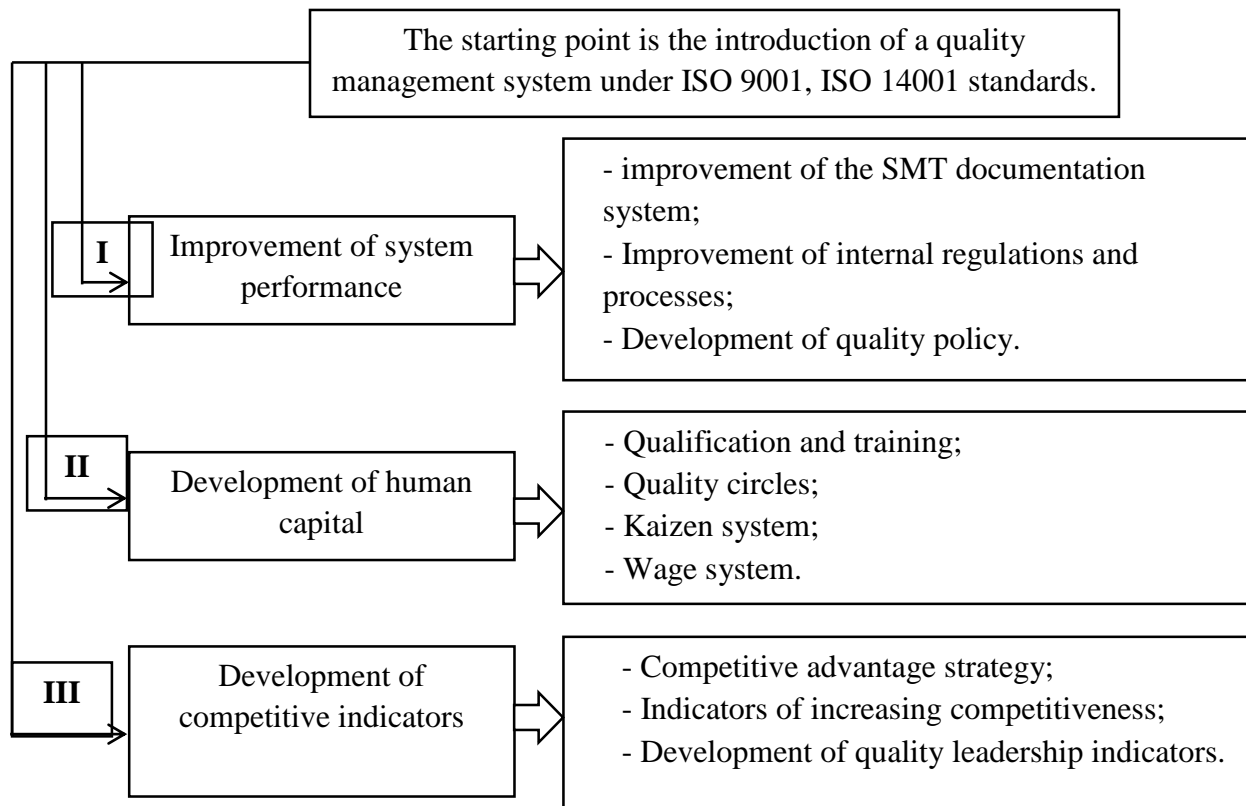 The starting point is the introduction of a quality
management system under ISO 9001, ISO 14001 standards.
I
Improvement of system
performance
- improvement of the SMT documentation
system;
- Improvement of internal regulations and
processes;
- Development of quality policy.
II
Development of human
capital
- Qualification and training;
- Quality circles;
- Kaizen system;
- Wage system.
III
Development of
competitive indicators
- Competitive advantage strategy;
- Indicators of increasing competitiveness;
- Development of quality leadership indicators.